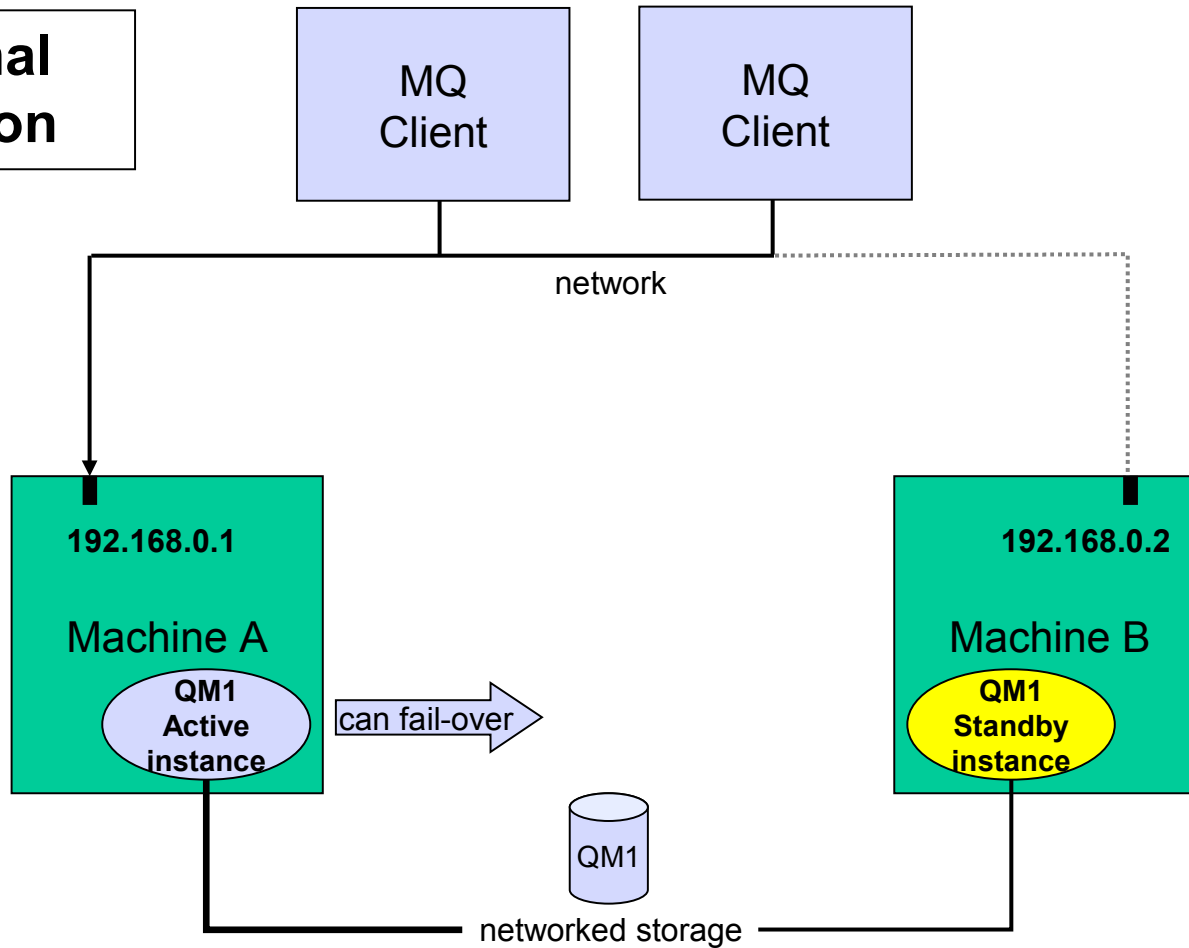 MQ
Client
MQ
Client
network
192.168.0.1
Machine A
QM1
Active
instance
can fail-over
192.168.0.2
Machine B
QM1
Standby
instance
QM1
networked storage